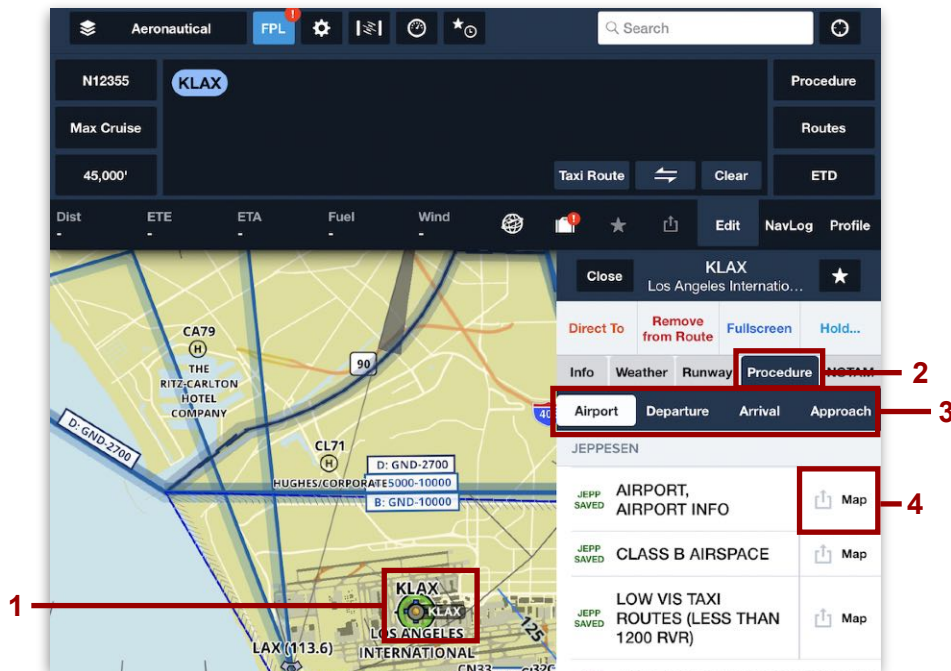 Aeronautical FPL ! Search
N12355 KLAX Procedure
Max Cruise Routes
45,000' Taxi Route Clear ETD
Dist ETE ETA Fuel Wind
- - - - - ! Edit NavLog Profile
Close KLAX
Los Angeles Internatio...
Direct To Remove from Route Fullscreen Hold...
Info Weather Runway Procedure NOTAM
2
Airport Departure Arrival Approach
3
JEPPESEN
JEPP SAVED AIRPORT, AIRPORT INFO Map
4
JEPP SAVED CLASS B AIRSPACE Map
JEPP SAVED LOW VIS TAXI ROUTES (LESS THAN 1200 RVR) Map
CA79
H
THE
RITZ-CARLTON
HOTEL
COMPANY
90
40
D: GND-2700
CL71
H
HUGHES/CORPORATE
D: GND-2700
5000-10000
B: GND-10000
1
KLAX
KLAX
LOS ANGELES
INTERNATIONAL
LAX (113.6)
125
CN33